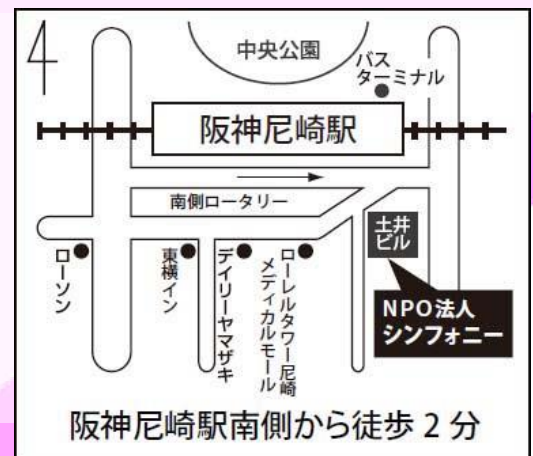 中央公園
バス
ターミナル
阪神尼崎駅
南側ロータリー
土井
ビル
ローソン
東横イン
デイリーヤマザキ
ローレルタワー尼崎
メディカルモール
NPO法人
シンフォニー
阪神尼崎駅南側から徒歩 2 分